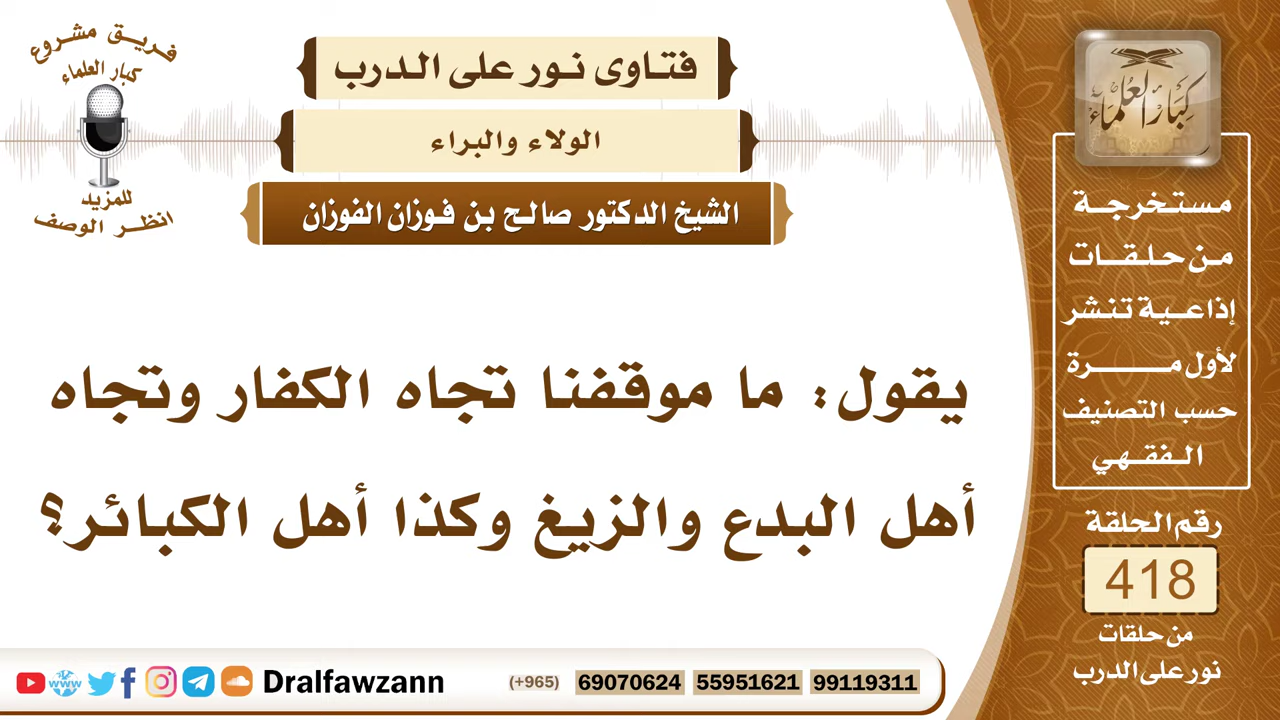 فريق مشروع
كبار العلماء
للمزيد
انظر الوصف
فتاوى نور على الدرب
الولاء والبراء
الشيخ الدكتور صالح بن فوزان الفوزان
يقول: ما موقفنا تجاه الكفار وتجاه
أهل البدع والزيغ وكذا أهل الكبائر؟
كبار العلماء
مستخرجة
من حلقات
إذاعية تنشر
لأول مرة
حسب التصنيف
الفقهي
رقم الحلقة
418
من حلقات
نور على الدرب
www
Dralfawzann
(+965) 69070624 55951621 99119311